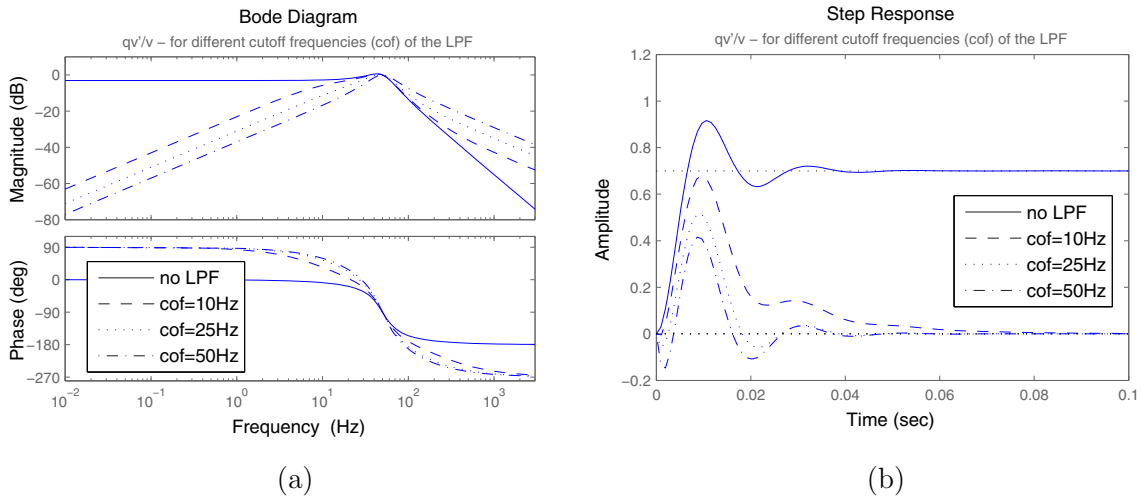 Bode Diagram
qv'/v − for different cutoff frequencies (cof) of the LPF
Magnitude (dB)
0
−20
−40
−60
−80
Phase (deg)
90
0
−90
−180
−270
no LPF
cof=10Hz
cof=25Hz
cof=50Hz
10^−2
10^−1
10^0
10^1
10^2
10^3
Frequency (Hz)
(a)
Step Response
qv'/v − for different cutoff frequencies (cof) of the LPF
Amplitude
1.2
1
0.8
0.6
0.4
0.2
0
−0.2
no LPF
cof=10Hz
cof=25Hz
cof=50Hz
0
0.02
0.04
0.06
0.08
0.1
Time (sec)
(b)